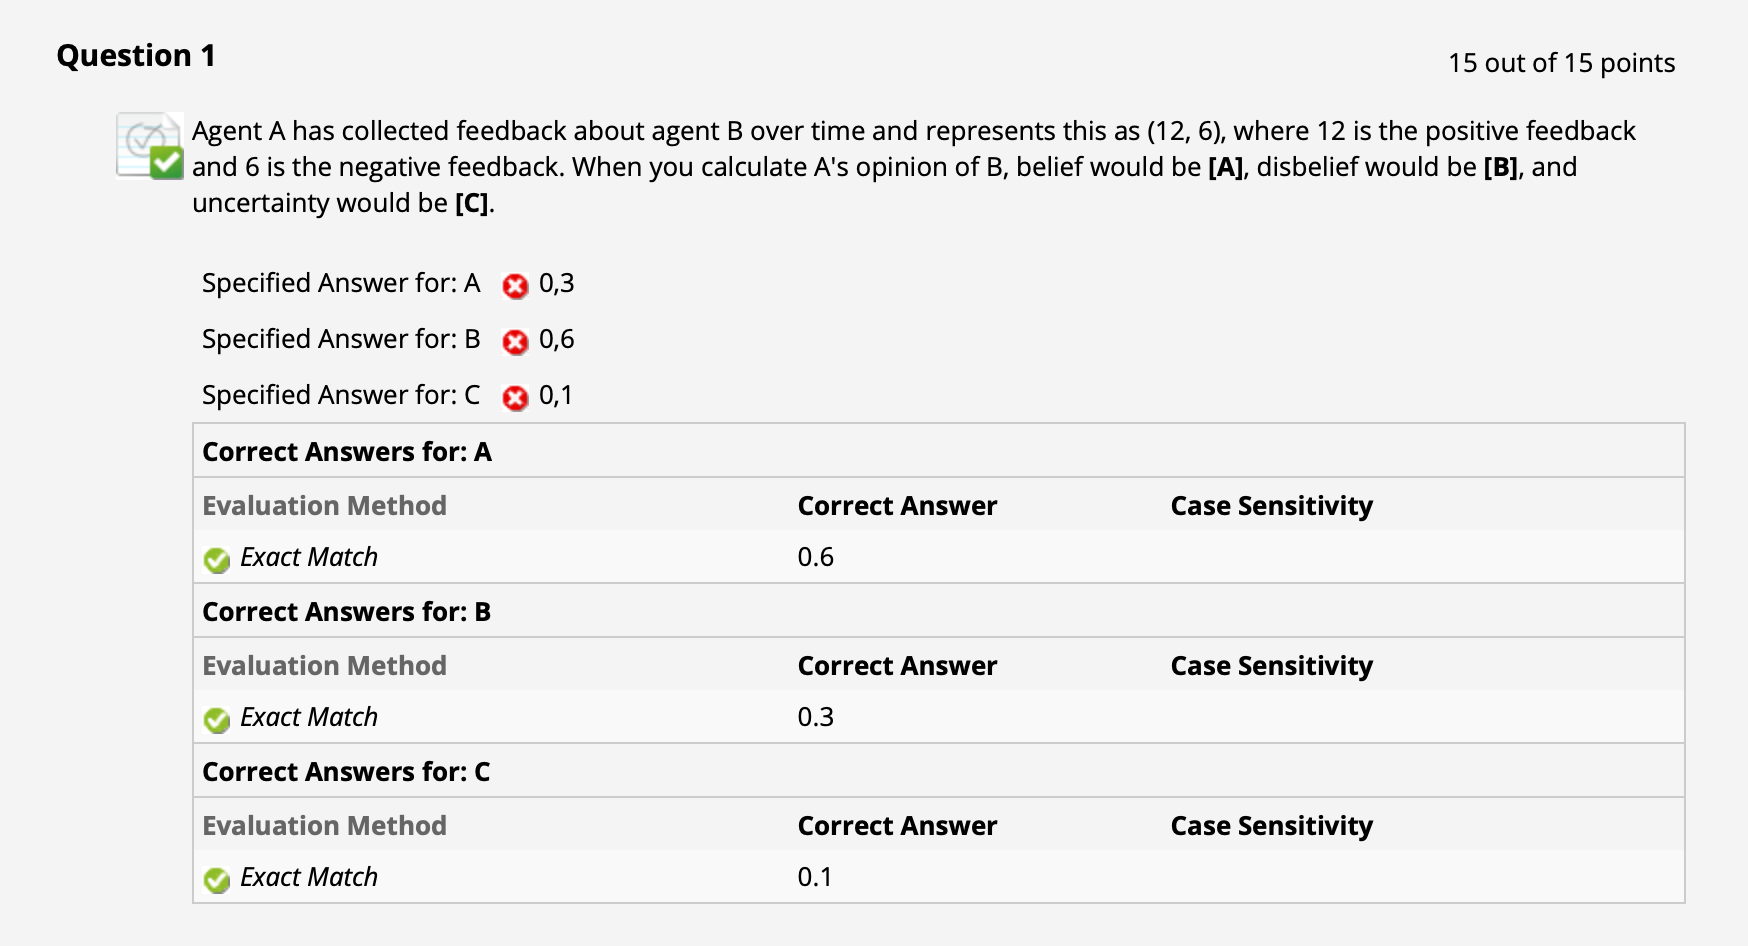 Question 1
15 out of 15 points
Agent A has collected feedback about agent B over time and represents this as (12, 6), where 12 is the positive feedback
and 6 is the negative feedback. When you calculate A's opinion of B, belief would be [A], disbelief would be [B], and
uncertainty would be [C].
Specified Answer for: A 0,3
Specified Answer for: B 0,6
Specified Answer for: C 0,1
Correct Answers for: A
Evaluation Method Correct Answer Case Sensitivity
Exact Match 0.6
Correct Answers for: B
Evaluation Method Correct Answer Case Sensitivity
Exact Match 0.3
Correct Answers for: C
Evaluation Method Correct Answer Case Sensitivity
Exact Match 0.1